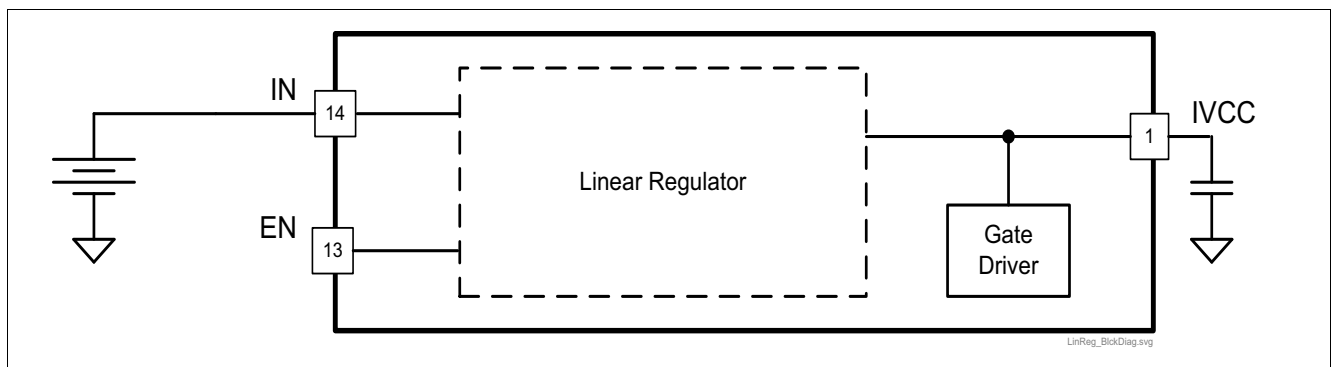 IN
14
IVCC
1
Linear Regulator
EN
13
Gate
Driver
LinReg_BlckDiag.svg